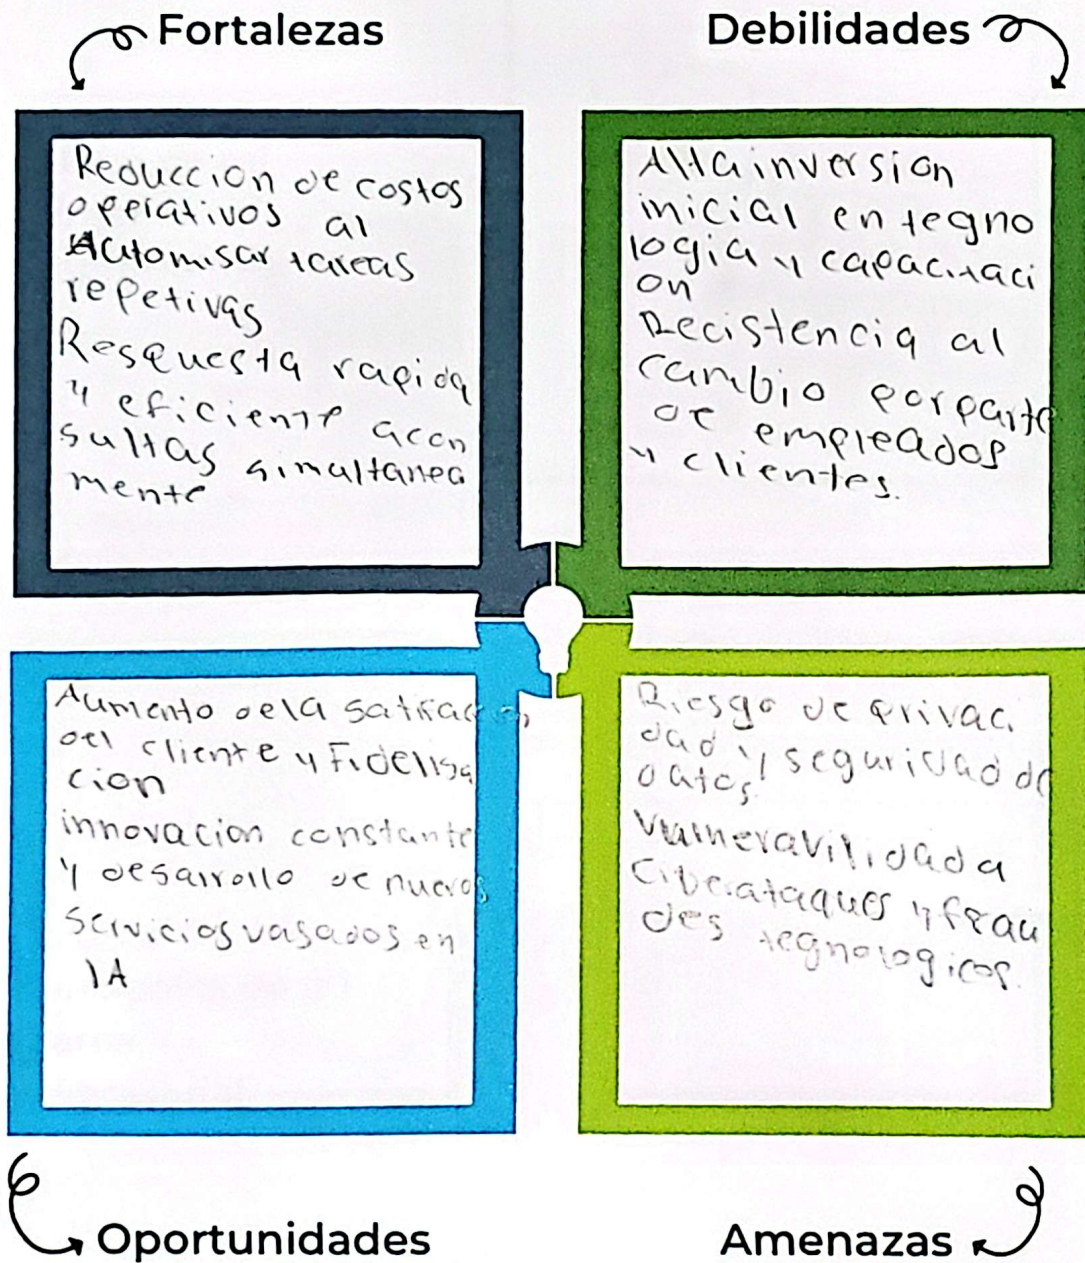 Fortalezas
Reduccion de costos
operativos al
Automisar tareas
repetivas
Respuesta rapida
y eficiente acon
sultas simultanea
mente
Debilidades
Alta inversion
inicial en tegno
logia y capacitaci
on
Recistencia al
cambio por parte
de empleados
y clientes.
Aumento de la satisfaccion
del cliente y Fidelisa
cion
innovacion constante
y desarrollo de nuevos
servicios vasados en
IA
Oportunidades
Riesgo de privaci
dad y seguridad de
datos.
Vulneravilidad a
Ciberataques y frau
des tegnologicos.
Amenazas